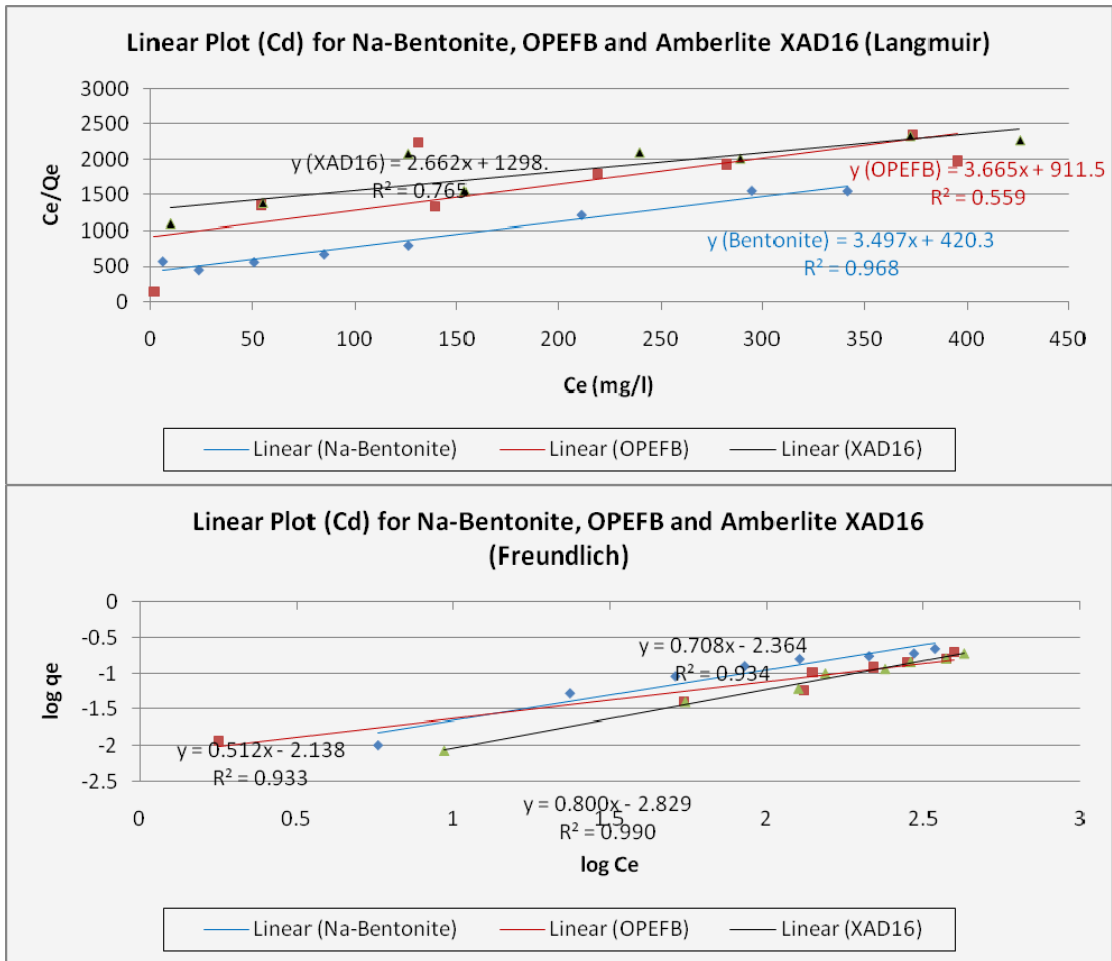 Linear Plot (Cd) for Na-Bentonite, OPEFB and Amberlite XAD16 (Langmuir)
Ce/Qe
3000
2500
2000
1500
1000
500
0
y (XAD16) = 2.662x + 1298.
R² = 0.765
y (OPEFB) = 3.665x + 911.5
R² = 0.559
y (Bentonite) = 3.497x + 420.3
R² = 0.968
0 50 100 150 200 250 300 350 400 450
Ce (mg/l)
Linear (Na-Bentonite) Linear (OPEFB) Linear (XAD16)
Linear Plot (Cd) for Na-Bentonite, OPEFB and Amberlite XAD16
(Freundlich)
log qe
0
-0.5
-1
-1.5
-2
-2.5
y = 0.708x - 2.364
R² = 0.934
y = 0.512x - 2.138
R² = 0.933
y = 0.800x - 2.829
R² = 0.990
0 0.5 1 1.5 2 2.5 3
log Ce
Linear (Na-Bentonite) Linear (OPEFB) Linear (XAD16)